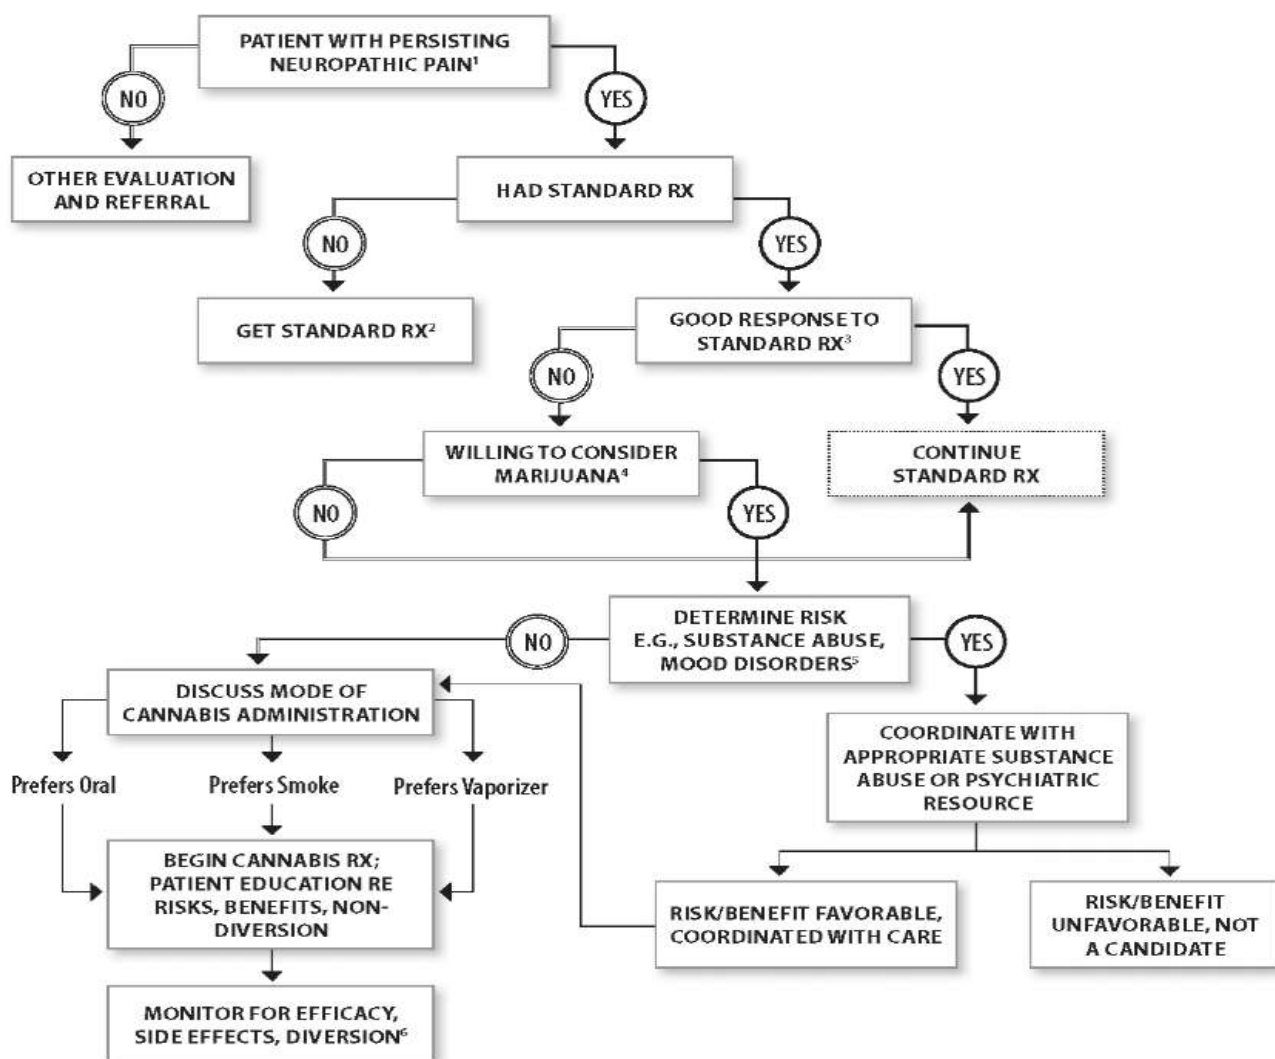 PATIENT WITH PERSISTING
NEUROPATHIC PAIN¹
NO
YES
OTHER EVALUATION
AND REFERRAL
HAD STANDARD RX
NO
YES
GET STANDARD RX²
GOOD RESPONSE TO
STANDARD RX³
NO
YES
WILLING TO CONSIDER
MARIJUANA⁴
CONTINUE
STANDARD RX
NO
YES
DETERMINE RISK
E.G., SUBSTANCE ABUSE,
MOOD DISORDERS⁵
NO
YES
DISCUSS MODE OF
CANNABIS ADMINISTRATION
COORDINATE WITH
APPROPRIATE SUBSTANCE
ABUSE OR PSYCHIATRIC
RESOURCE
Prefers Oral
Prefers Smoke
Prefers Vaporizer
BEGIN CANNABIS RX;
PATIENT EDUCATION RE
RISKS, BENEFITS, NON-
DIVERSION
RISK/BENEFIT FAVORABLE,
COORDINATED WITH CARE
RISK/BENEFIT
UNFAVORABLE, NOT
A CANDIDATE
MONITOR FOR EFFICACY,
SIDE EFFECTS, DIVERSION⁶